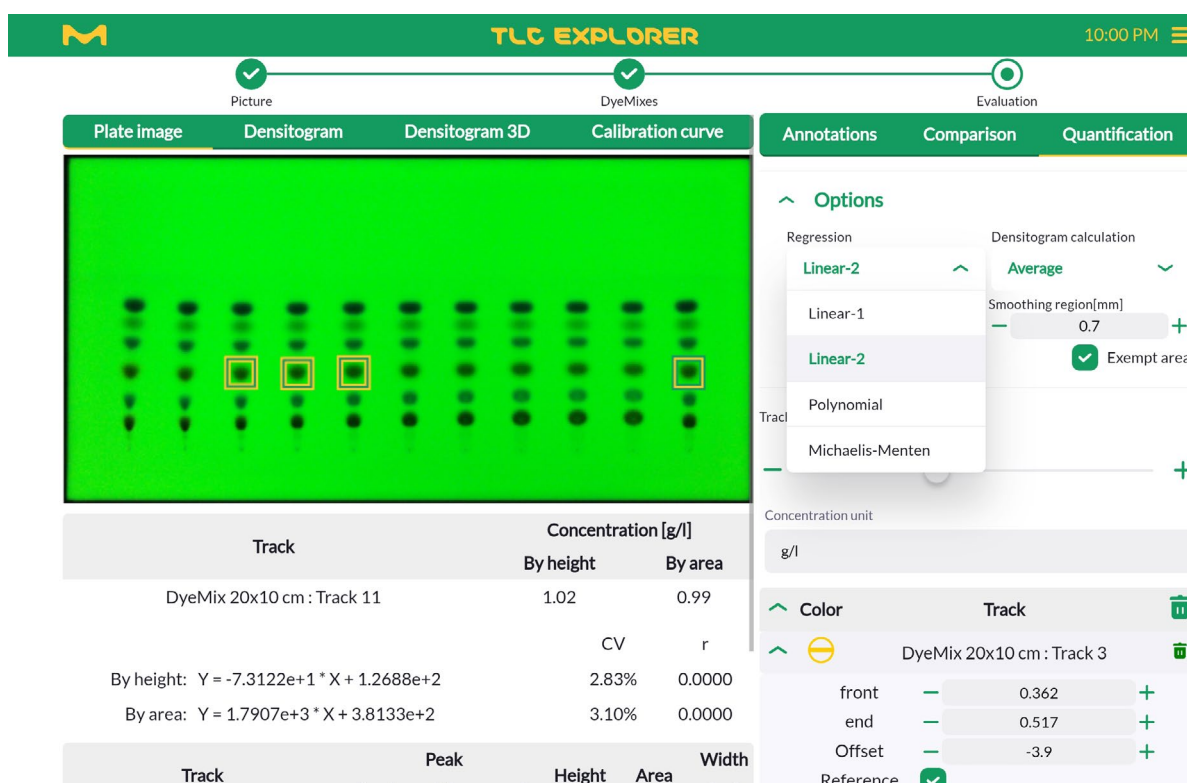 TLC EXPLORER
10:00 PM
Picture
DyeMixes
Evaluation
Plate image
Densitogram
Densitogram 3D
Calibration curve
Annotations
Comparison
Quantification
Options
Regression
Densitogram calculation
Linear-2
Average
Linear-1
Smoothing region[mm]
0.7
Linear-2
Exempt area
Polynomial
Michaelis-Menten
Concentration unit
g/l
Track
Concentration [g/l]
By height
By area
DyeMix 20x10 cm : Track 11
1.02
0.99
CV
r
By height: Y = -7.3122e+1 * X + 1.2688e+2
2.83%
0.0000
By area: Y = 1.7907e+3 * X + 3.8133e+2
3.10%
0.0000
Track
Peak
Height
Area
Width
Color
Track
DyeMix 20x10 cm : Track 3
front
0.362
end
0.517
Offset
-3.9
Reference